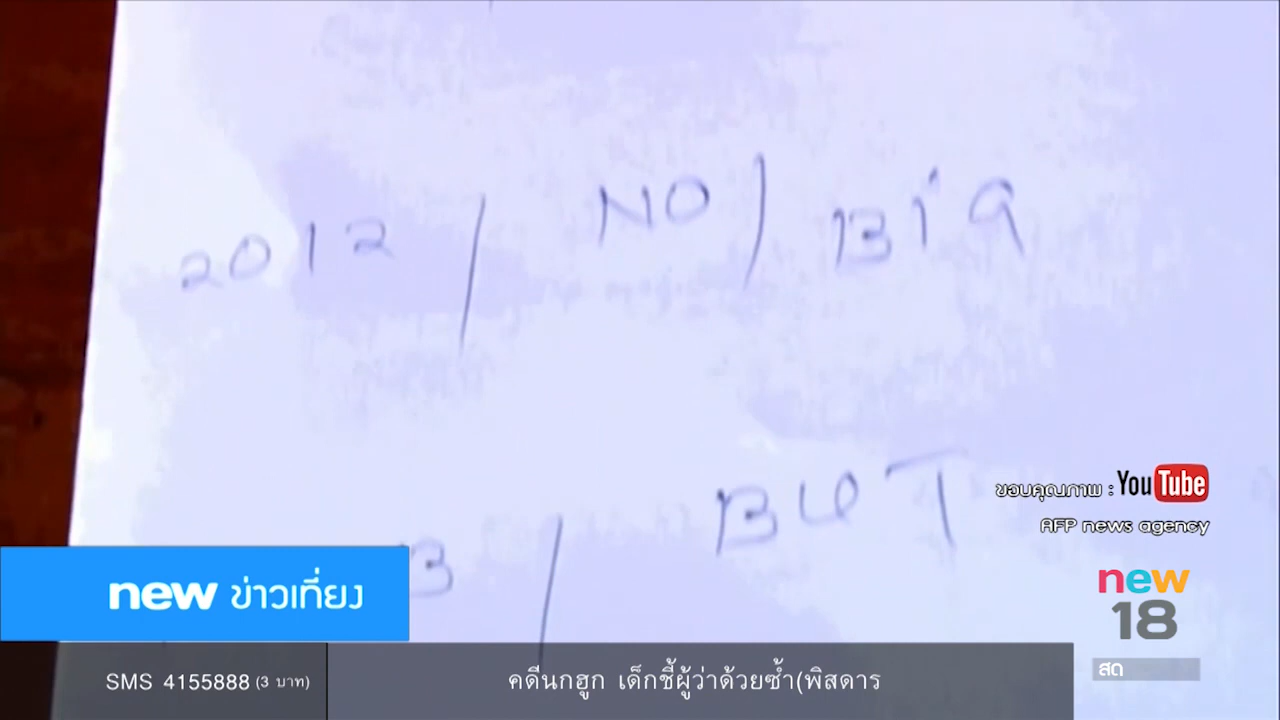 2012 / NO / BiG
3 / BUT
ขอบคุณภาพ : YouTube
AFP news agency
new ข่าวเที่ยง
new
18
สด
SMS 4155888 (3 บาท)
คดีนกฮูก เด็กชี้ผู้ว่าด้วยซ้ำ(พิสดาร